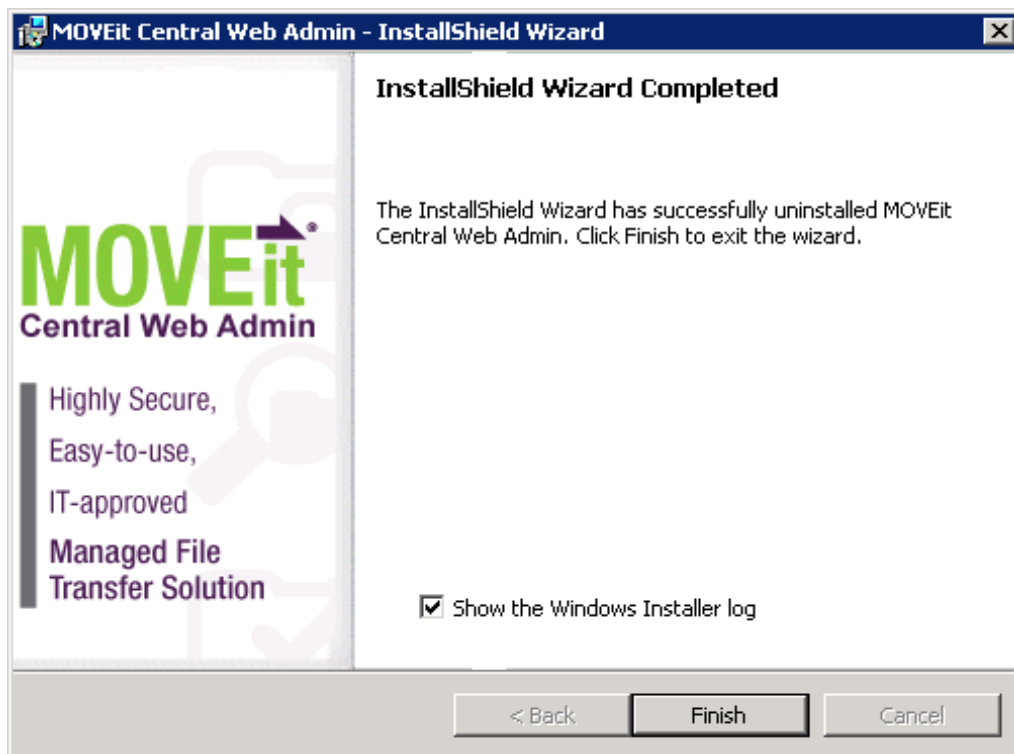 MOVEit Central Web Admin - InstallShield Wizard
InstallShield Wizard Completed
The InstallShield Wizard has successfully uninstalled MOVEit
Central Web Admin. Click Finish to exit the wizard.
MOVEit®
Central Web Admin
Highly Secure,
Easy-to-use,
IT-approved
Managed File
Transfer Solution
Show the Windows Installer log
< Back
Finish
Cancel